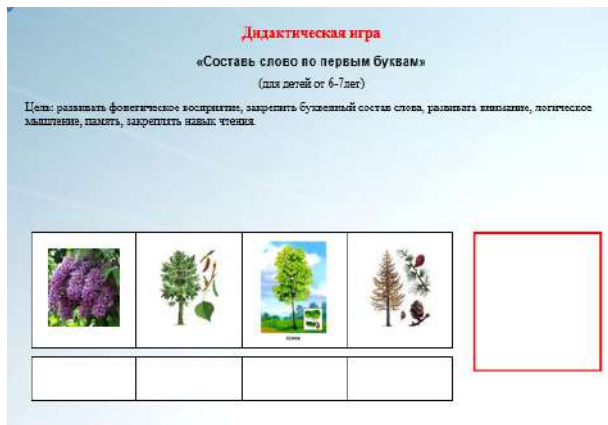 Дидактическая игра
«Составь слово по первым буквам»
(для детей от 6-7лет)
Цель: развивать фонетическое восприятие, закрепить буквенный состав слова, развивать внимание, логическое
мышление, память, закреплять навык чтения.